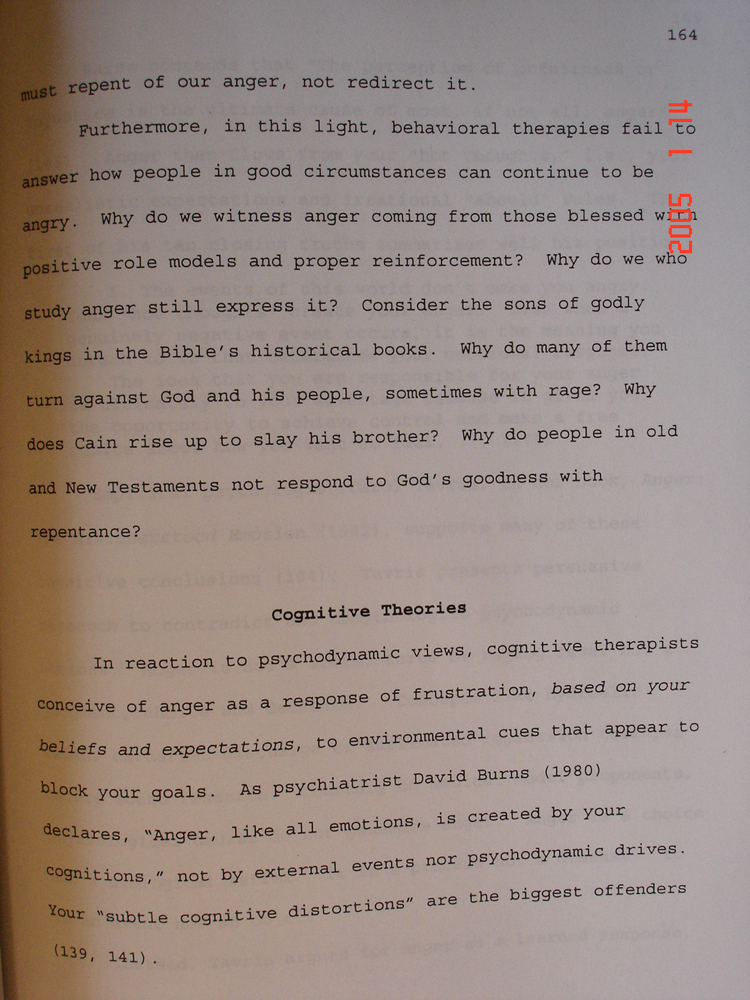 164
must repent of our anger, not redirect it.
Furthermore, in this light, behavioral therapies fail to
answer how people in good circumstances can continue to be
angry. Why do we witness anger coming from those blessed with
positive role models and proper reinforcement? Why do we who
study anger still express it? Consider the sons of godly
kings in the Bible's historical books. Why do many of them
turn against God and his people, sometimes with rage? Why
does Cain rise up to slay his brother? Why do people in old
and New Testaments not respond to God's goodness with
repentance?
Cognitive Theories
In reaction to psychodynamic views, cognitive therapists
conceive of anger as a response of frustration, based on your
beliefs and expectations, to environmental cues that appear to
block your goals. As psychiatrist David Burns (1980)
declares, "Anger, like all emotions, is created by your
cognitions," not by external events nor psychodynamic drives.
Your "subtle cognitive distortions" are the biggest offenders
(139, 141).
2005 1 14